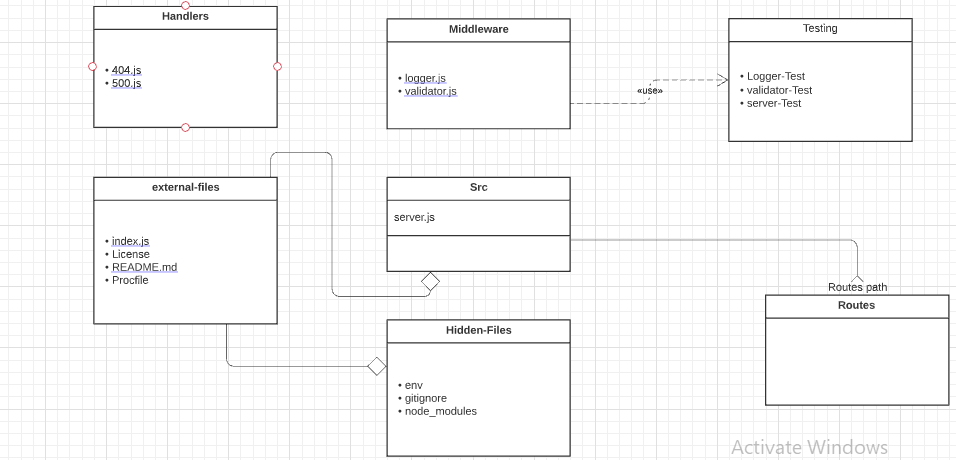 Handlers
• 404.js
• 500.js
Middleware
• logger.js
• validator.js
«use»
Testing
• Logger-Test
• validator-Test
• server-Test
external-files
• index.js
• License
• README.md
• Procfile
Src
server.js
Routes path
Routes
Hidden-Files
• env
• gitignore
• node_modules
Activate Windows